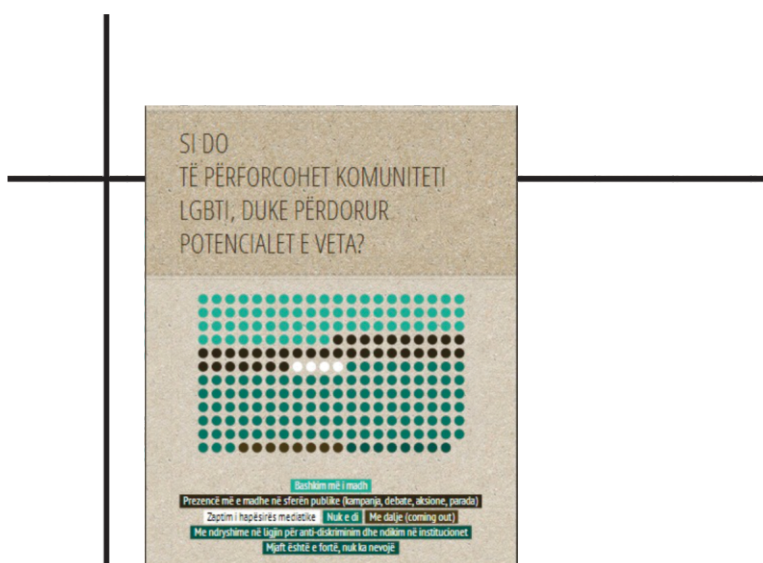 SI DO
TË PËRFORCOHET KOMUNITETI
LGBTI, DUKE PËRDORUR
POTENCIALET E VETA?
Bashkim më i madh
Prezencë më e madhe në sferën publike (kampanja, debate, aksione, parada)
Zaptim i hapësirës mediatike Nuk e di Me dalje (coming out)
Me ndryshime në ligjin për anti-diskriminim dhe ndikim në institucionet
Mjaft është e fortë, nuk ka nevojë